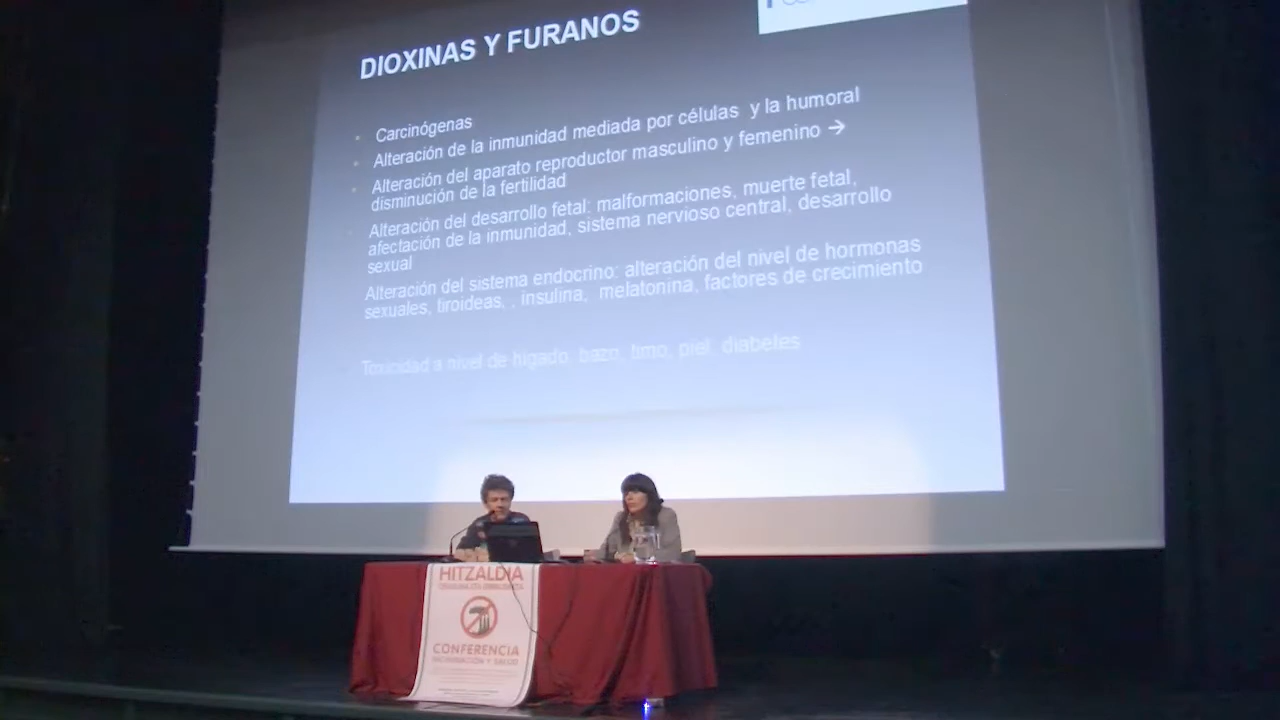 DIOXINAS Y FURANOS
Carcinógenas
Alteración de la inmunidad mediada por células y la humoral
Alteración del aparato reproductor masculino y femenino →
disminución de la fertilidad
Alteración del desarrollo fetal: malformaciones, muerte fetal,
afectación de la inmunidad, sistema nervioso central, desarrollo
sexual
Alteración del sistema endocrino: alteración del nivel de hormonas
sexuales, tiroideas, , insulina, melatonina, factores de crecimiento
Toxicidad a nivel de hígado, bazo, timo, piel, diabetes
HITZALDIA
CONFERENCIA
INCINERACIÓN Y SALUD